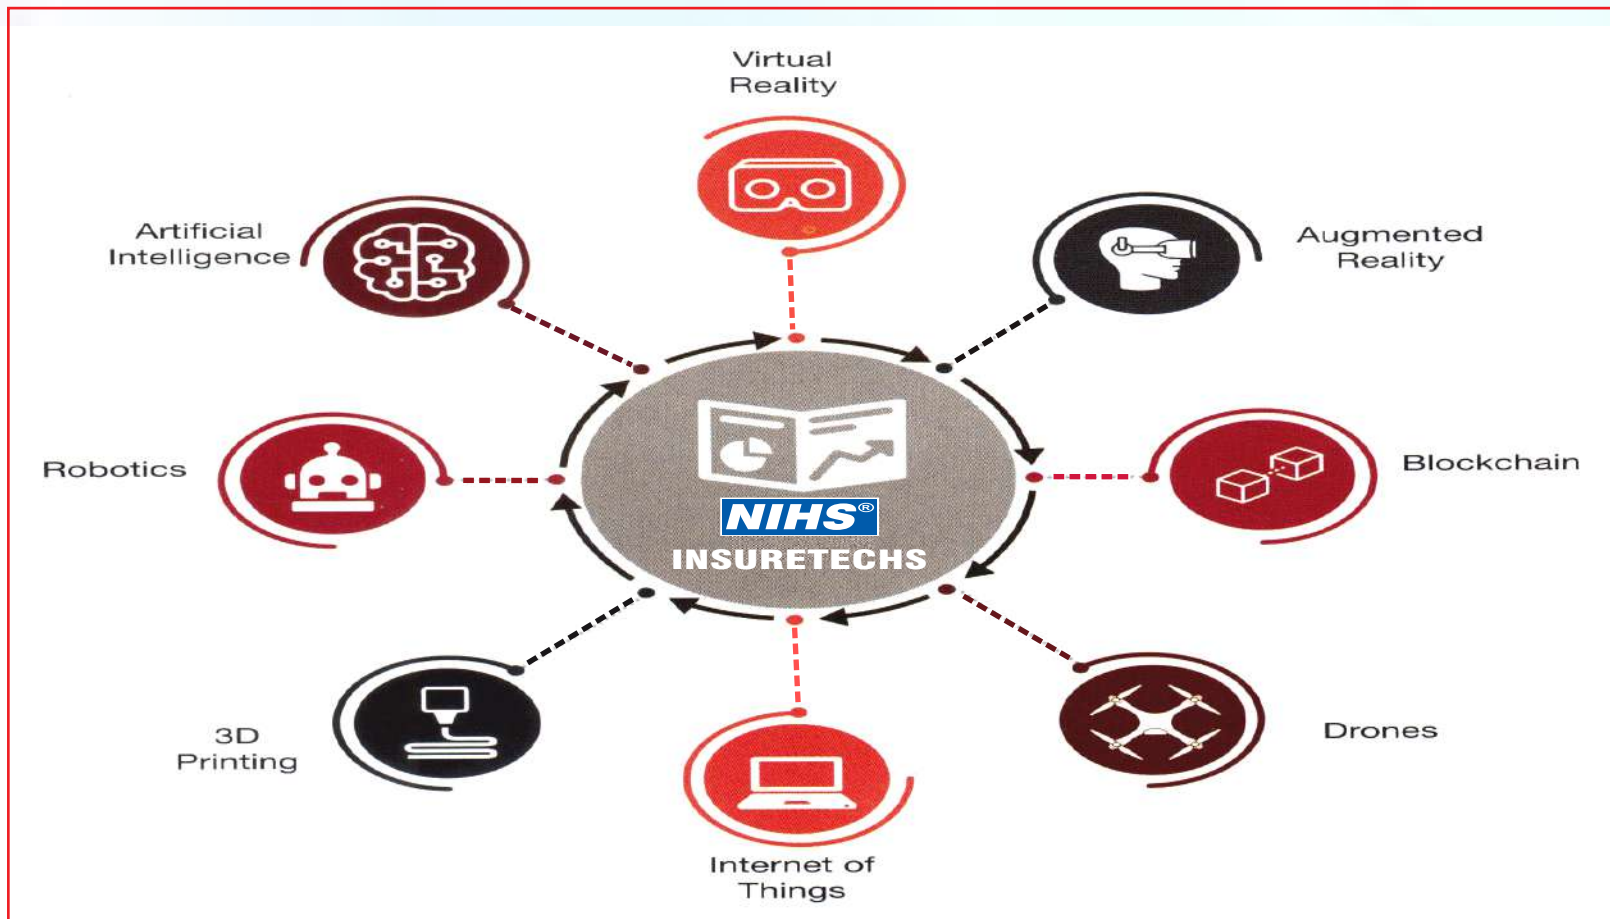 Virtual
Reality
Artificial
Intelligence
Augmented
Reality
Robotics
Blockchain
NIHS®
INSURETECHS
3D
Printing
Drones
Internet of
Things